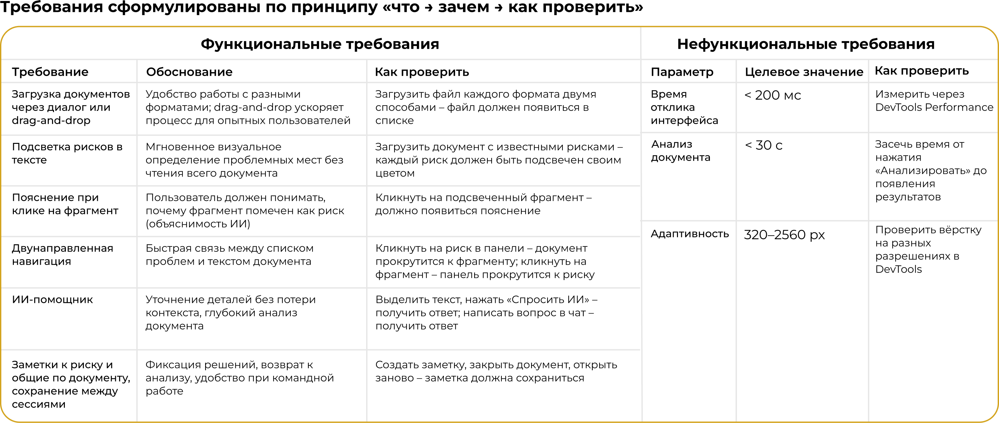 Требования сформулированы по принципу «что → зачем → как проверить»
Функциональные требования
Требование
Обоснование
Как проверить
Загрузка документов
через диалог или
drag-and-drop
Удобство работы с разными
форматами; drag-and-drop ускоряет
процесс для опытных пользователей
Загрузить файл каждого формата двумя
способами – файл должен появиться в
списке
Подсветка рисков в
тексте
Мгновенное визуальное
определение проблемных мест без
чтения всего документа
Загрузить документ с известными рисками –
каждый риск должен быть подсвечен своим
цветом
Пояснение при
клике на фрагмент
Пользователь должен понимать,
почему фрагмент помечен как риск
(объяснимость ИИ)
Кликнуть на подсвеченный фрагмент –
должно появиться пояснение
Двунаправленная
навигация
Быстрая связь между списком
проблем и текстом документа
Кликнуть на риск в панели – документ
прокрутится к фрагменту; кликнуть на
фрагмент – панель прокрутится к риску
ИИ-помощник
Уточнение деталей без потери
контекста, глубокий анализ
документа
Выделить текст, нажать «Спросить ИИ» –
получить ответ; написать вопрос в чат –
получить ответ
Заметки к риску и
общие по документу,
сохранение между
сессиями
Фиксация решений, возврат к
анализу, удобство при командной
работе
Создать заметку, закрыть документ, открыть
заново – заметка должна сохраниться
Нефункциональные требования
Параметр
Целевое значение
Как проверить
Время
отклика
интерфейса
< 200 мс
Измерить через
DevTools Performance
Анализ
документа
< 30 с
Засечь время от
нажатия
«Анализировать» до
появления
результатов
Адаптивность
320–2560 px
Проверить вёрстку
на разных
разрешениях в
DevTools